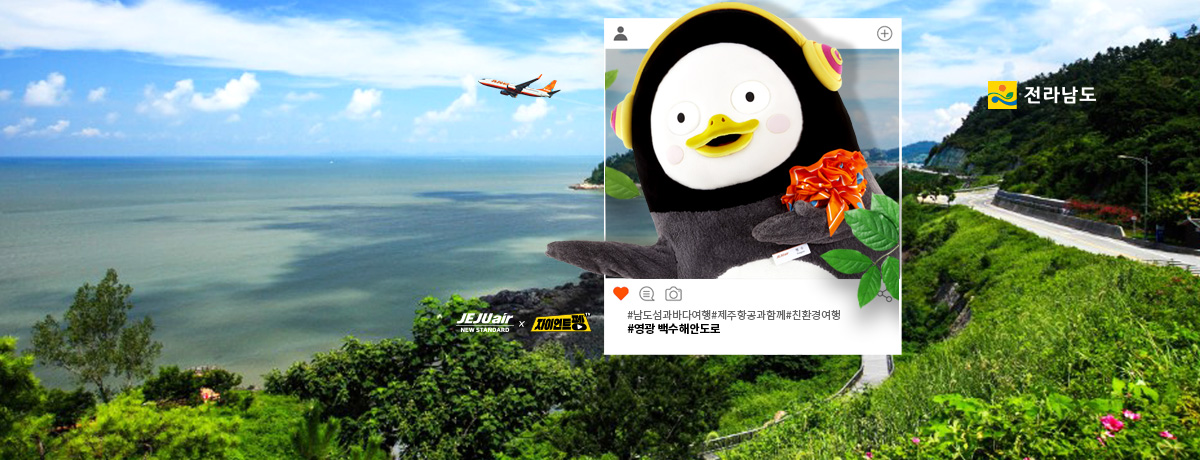 전라남도
JEJUair
NEW STANDARD
x
자이언트펭
#남도섬과바다여행#제주항공과함께#친환경여행
#영광 백수해안도로